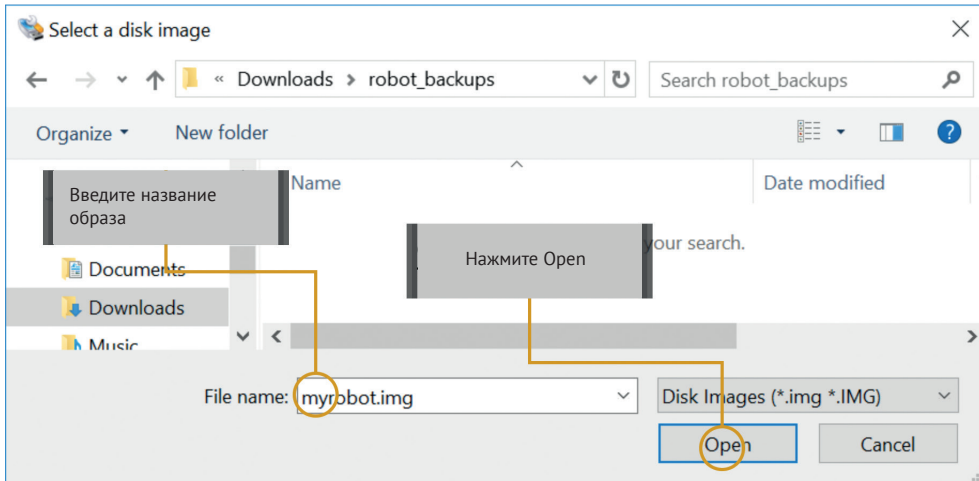 Select a disk image
« Downloads > robot_backups
Search robot_backups
Organize
New folder
Name
Date modified
Введите название
образа
your search.
Нажмите Open
Documents
Downloads
Music
File name:
myrobot.img
Disk Images (*.img *.IMG)
Open
Cancel